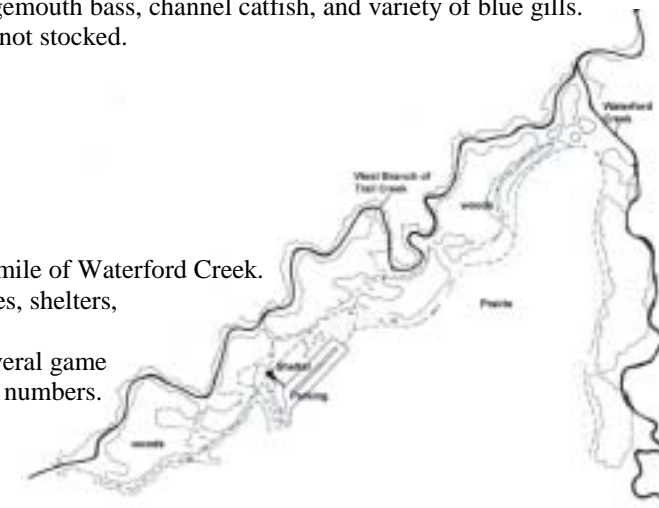 gemouth bass, channel catfish, and variety of blue gills.
not stocked.
Waterford
Creek
West Branch of
Trail Creek
woods
mile of Waterford Creek.
es, shelters,
Prairie
veral game
numbers.
Shelter
Parking
woods